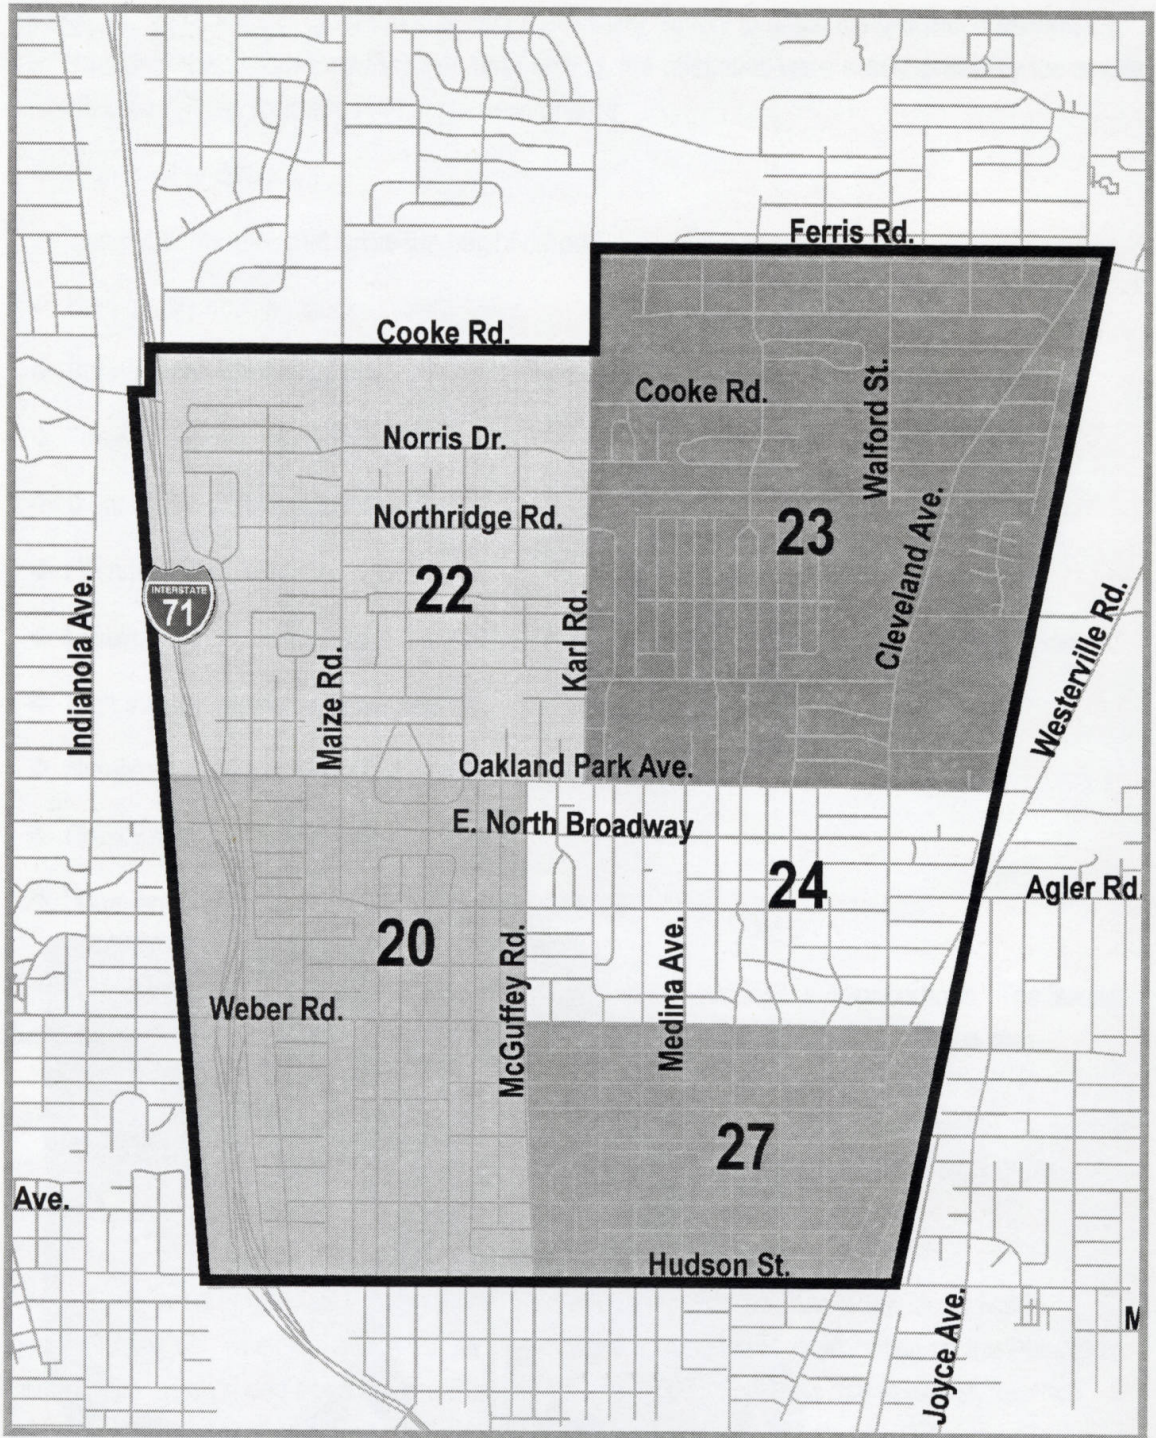 Ferris Rd.
Cooke Rd.
Cooke Rd.
Walford St.
Norris Dr.
Northridge Rd.
23
Cleveland Ave.
22
INTERSTATE
71
Indianola Ave.
Karl Rd.
Westerville Rd.
Maize Rd.
Oakland Park Ave.
E. North Broadway
24
Agler Rd.
20
McGuffey Rd.
Medina Ave.
Weber Rd.
27
Ave.
Hudson St.
Joyce Ave.
M